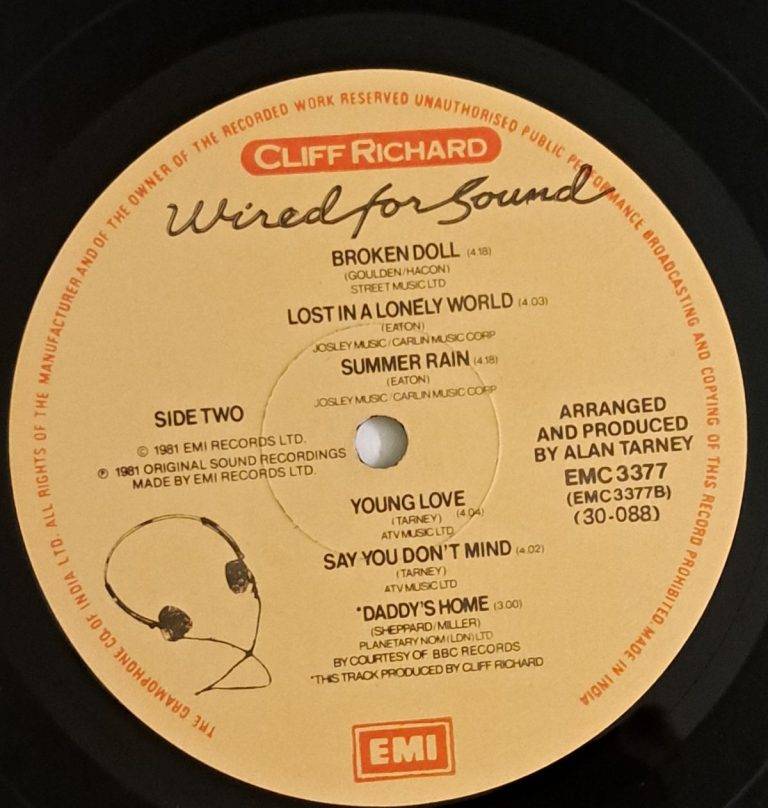 THE GRAMOPHONE CO. OF INDIA LTD. ALL RIGHTS OF THE MANUFACTURER AND OF THE OWNER OF THE RECORDED WORK RESERVED UNAUTHORISED PUBLIC PERFORMANCE BROADCASTING AND COPYING OF THIS RECORD PROHIBITED. MADE IN INDIA
CLIFF RICHARD
Wired for Sound
BROKEN DOLL (4.18)
(GOULDEN/HACON)
STREET MUSIC LTD
LOST IN A LONELY WORLD (4.03)
(EATON)
JOSLEY MUSIC/CARLIN MUSIC CORP
SUMMER RAIN (4.18)
(EATON)
JOSLEY MUSIC/CARLIN MUSIC CORP
SIDE TWO
© 1981 EMI RECORDS LTD.
℗ 1981 ORIGINAL SOUND RECORDINGS
MADE BY EMI RECORDS LTD.
ARRANGED
AND PRODUCED
BY ALAN TARNEY
EMC 3377
(EMC3377B)
(30-088)
YOUNG LOVE
(TARNEY) (4.04)
ATV MUSIC LTD
SAY YOU DON'T MIND (4.02)
(TARNEY)
ATV MUSIC LTD
*DADDY'S HOME (3.00)
(SHEPPARD/MILLER)
PLANETARY NOM (LDN) LTD
BY COURTESY OF BBC RECORDS
*THIS TRACK PRODUCED BY CLIFF RICHARD
EMI